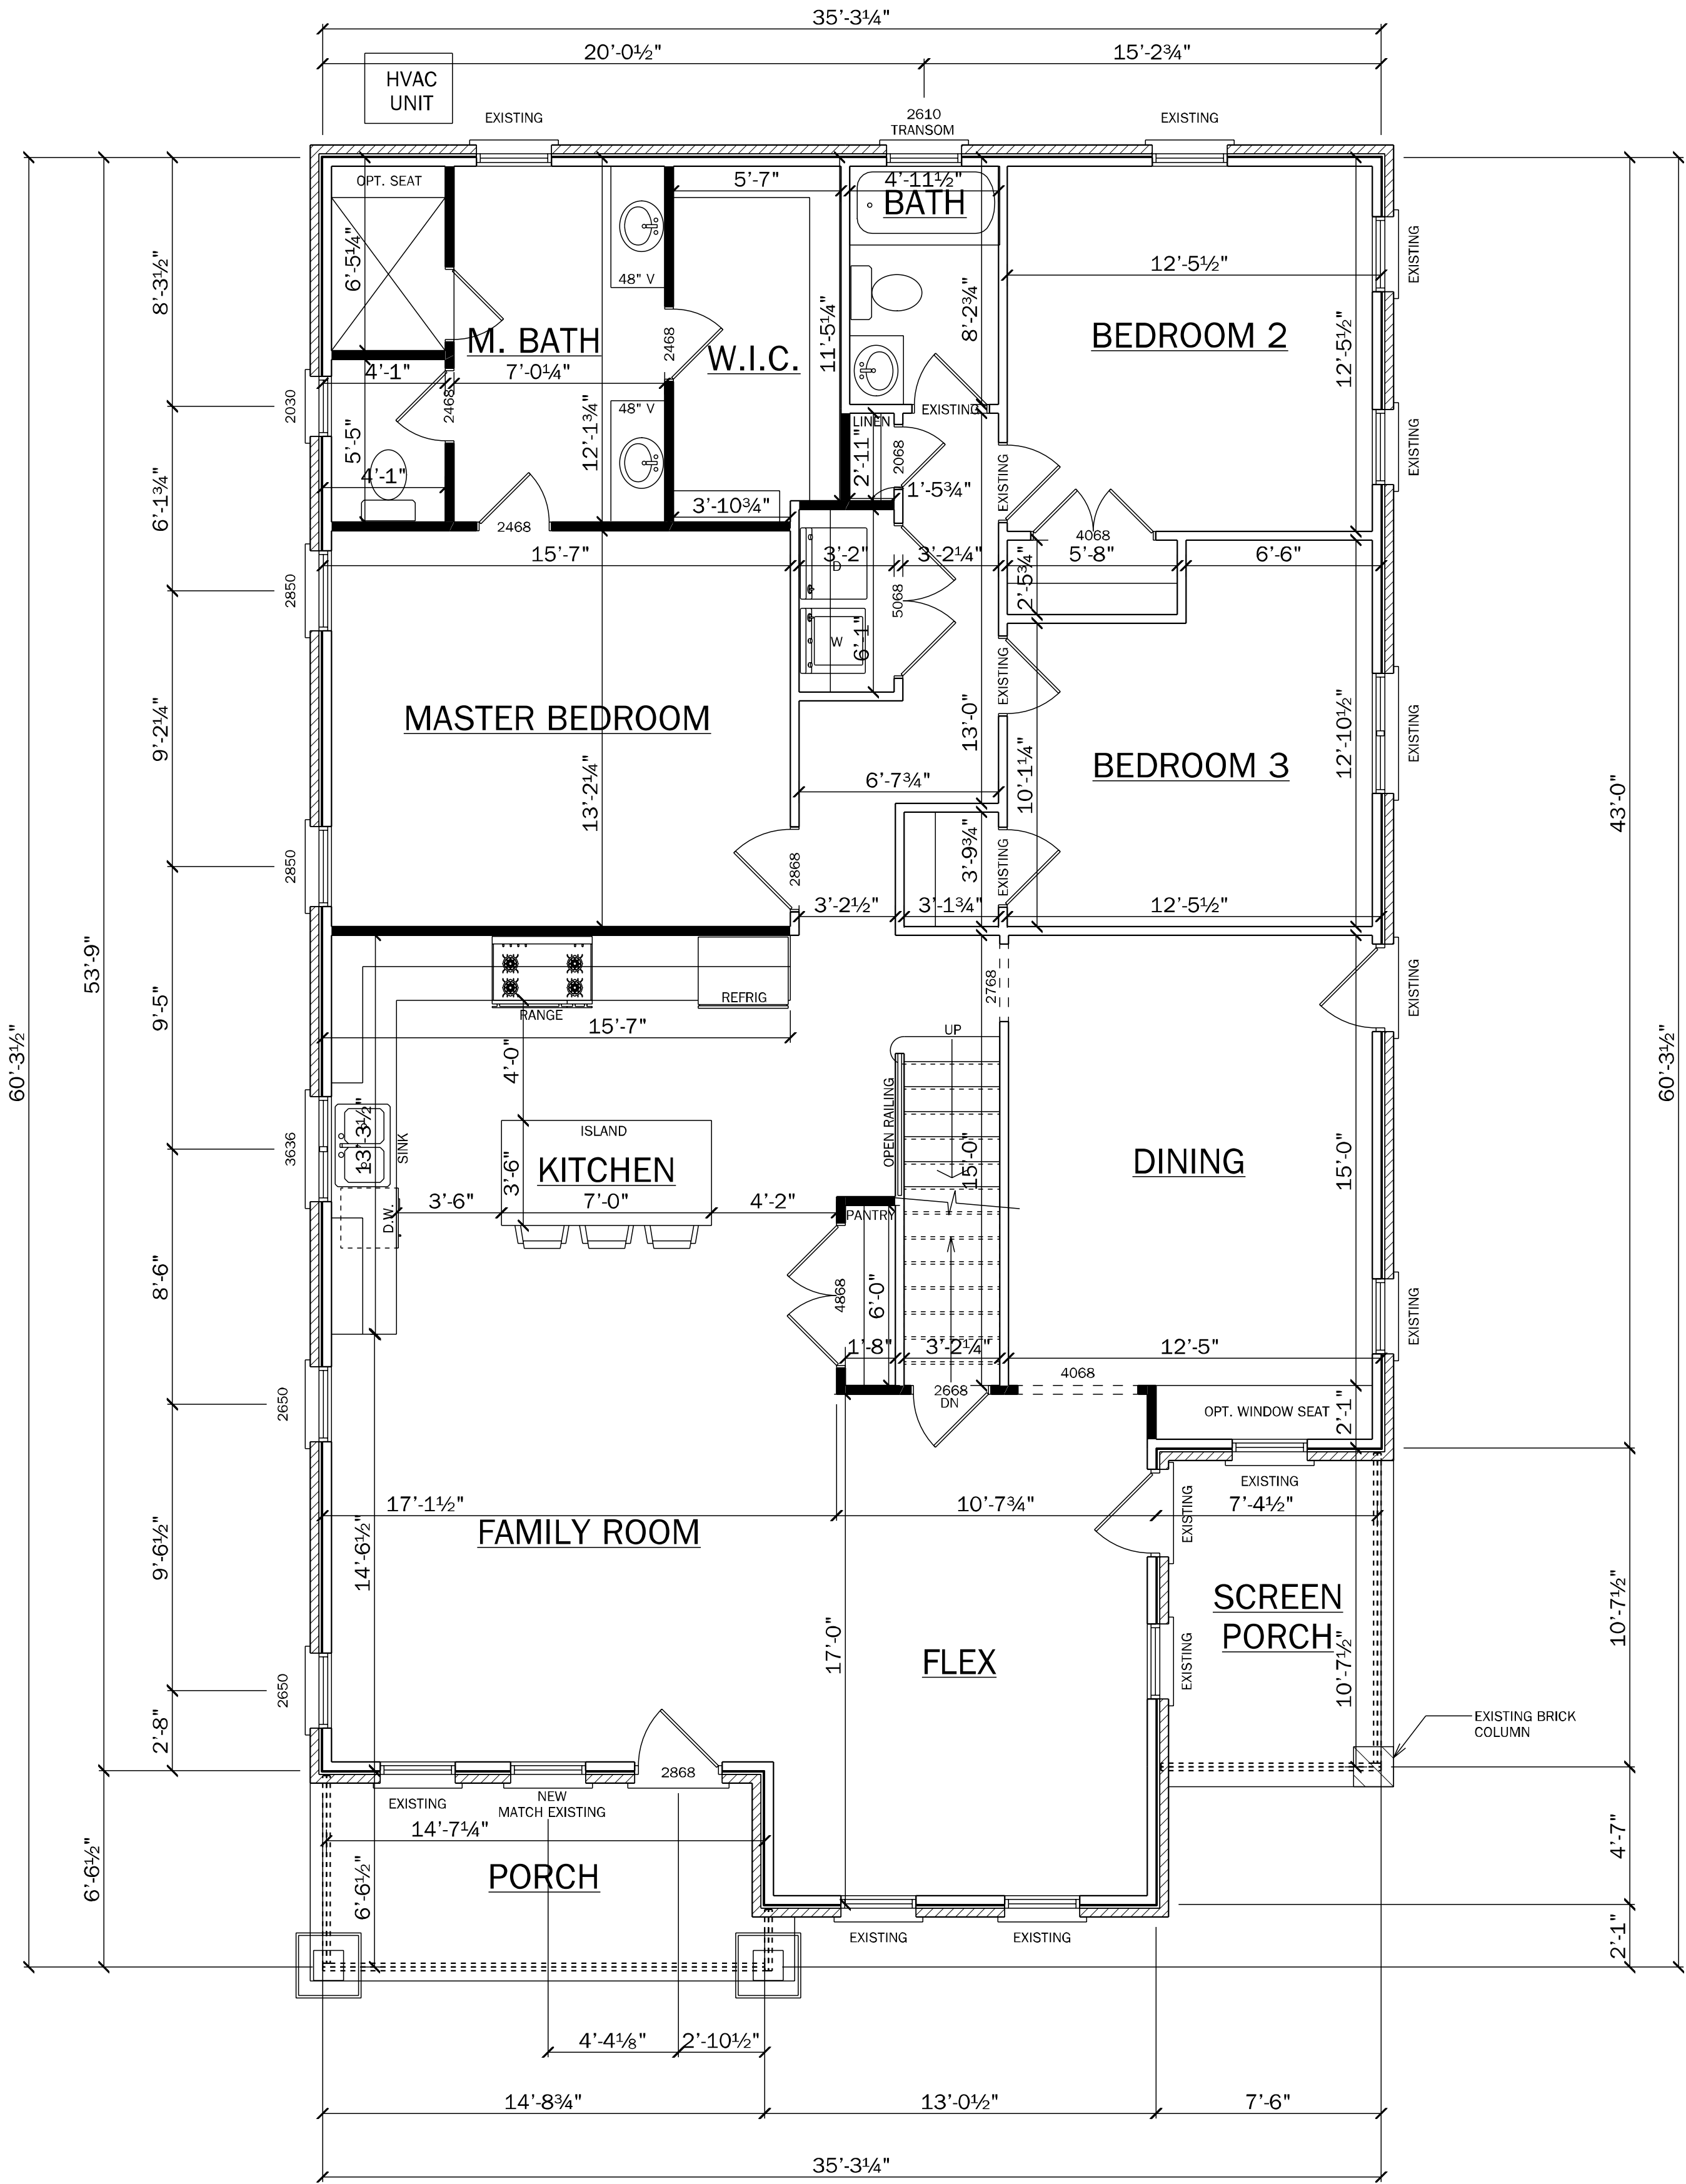 35'-3¼"
20'-0½"
15'-2¾"
HVAC
UNIT
EXISTING
2610
TRANSOM
EXISTING
OPT. SEAT
5'-7"
4'-11½"
BATH
6'-5¼"
8'-3½"
48" V
12'-5½"
EXISTING
8'-2¾"
M. BATH
2468
W.I.C.
11'-5¼"
BEDROOM 2
12'-5½"
4'-1"
7'-0¼"
2030
2468
48" V
EXISTING
LINEN
5'-5"
12'-1¾"
2'-11"
2068
EXISTING
EXISTING
4'-1"
1'-5¾"
6'-1¾"
3'-10¾"
2468
4068
15'-7"
3'-2"
D
3'-2¼"
2'-5¾"
5'-8"
6'-6"
2850
5068
W
6'-1"
EXISTING
MASTER BEDROOM
9'-2¼"
13'-0"
12'-10½"
EXISTING
BEDROOM 3
6'-7¾"
10'-1¼"
13'-2¼"
43'-0"
2850
2868
3'-9¾"
EXISTING
3'-2½"
3'-1¾"
12'-5½"
53'-9"
9'-5"
2768
EXISTING
REFRIG
RANGE
15'-7"
UP
4'-0"
60'-3½"
60'-3½"
OPEN RAILING
3636
13'-3½"
SINK
ISLAND
KITCHEN
3'-6"
15'-0"
DINING
15'-0"
3'-6"
7'-0"
4'-2"
D.W.
PANTRY
8'-6"
4868
6'-0"
EXISTING
1'-8"
3'-2¼"
12'-5"
4068
2650
2668
DN
OPT. WINDOW SEAT
2'-1"
EXISTING
17'-1½"
10'-7¾"
EXISTING
7'-4½"
FAMILY ROOM
9'-6½"
14'-6½"
SCREEN
PORCH
10'-7½"
17'-0"
FLEX
EXISTING
10'-7½"
2650
2'-8"
EXISTING BRICK
COLUMN
2868
EXISTING
NEW
MATCH EXISTING
14'-7¼"
4'-7"
6'-6½"
6'-6½"
PORCH
EXISTING
EXISTING
2'-1"
4'-4⅛"
2'-10½"
14'-8¾"
13'-0½"
7'-6"
35'-3¼"